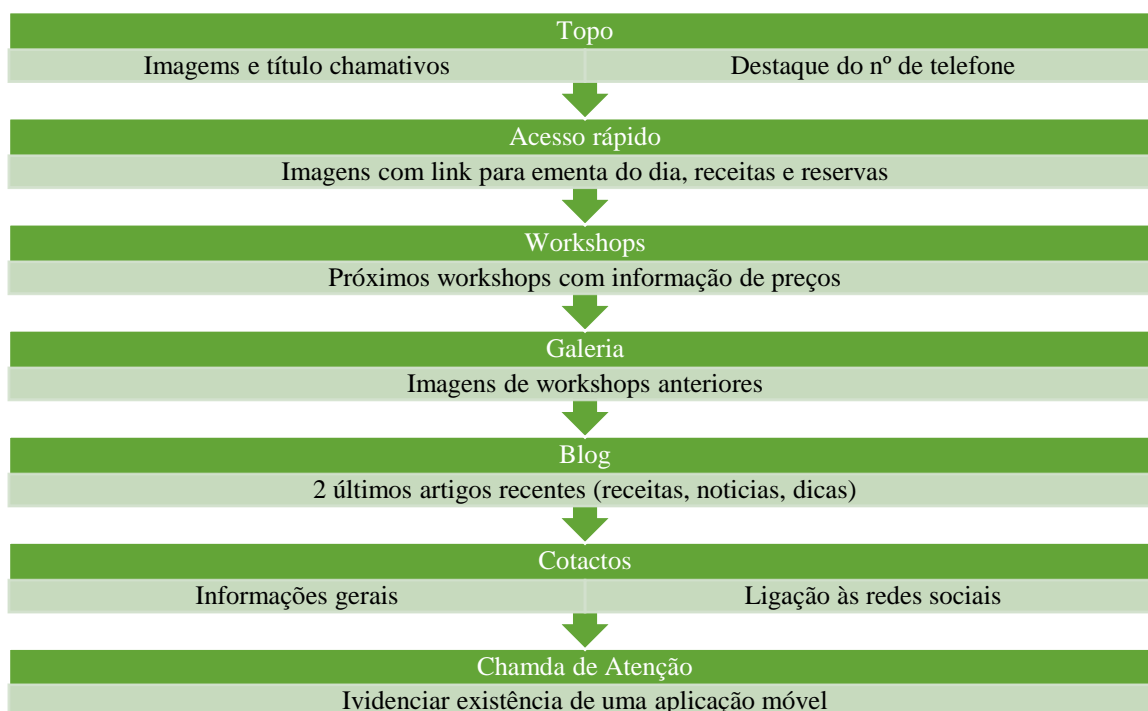 Topo
Imagems e título chamativos
Destaque do nº de telefone
Acesso rápido
Imagens com link para ementa do dia, receitas e reservas
Workshops
Próximos workshops com informação de preços
Galeria
Imagens de workshops anteriores
Blog
2 últimos artigos recentes (receitas, noticias, dicas)
Cotactos
Informações gerais
Ligação às redes sociais
Chamda de Atenção
Ividenciar existência de uma aplicação móvel